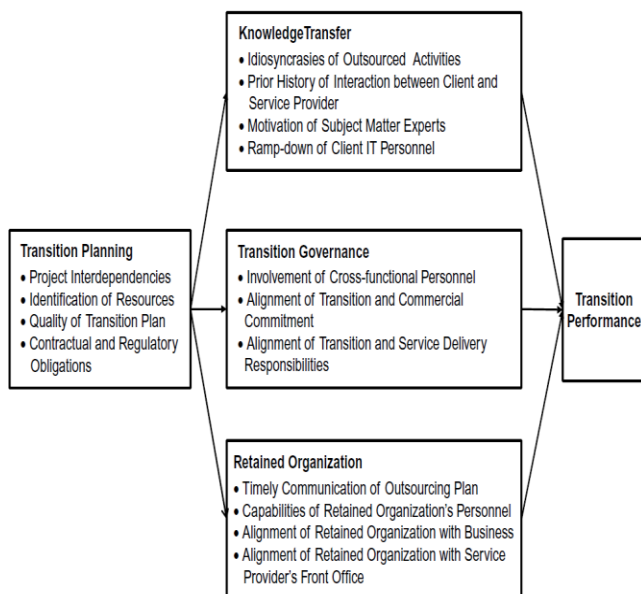 KnowledgeTransfer
• Idiosyncrasies of Outsourced Activities
• Prior History of Interaction between Client and
Service Provider
• Motivation of Subject Matter Experts
• Ramp-down of Client IT Personnel
Transition Planning
• Project Interdependencies
• Identification of Resources
• Quality of Transition Plan
• Contractual and Regulatory
Obligations
Transition Governance
• Involvement of Cross-functional Personnel
• Alignment of Transition and Commercial
Commitment
• Alignment of Transition and Service Delivery
Responsibilities
Transition
Performance
Retained Organization
• Timely Communication of Outsourcing Plan
• Capabilities of Retained Organization's Personnel
• Alignment of Retained Organization with Business
• Alignment of Retained Organization with Service
Provider's Front Office